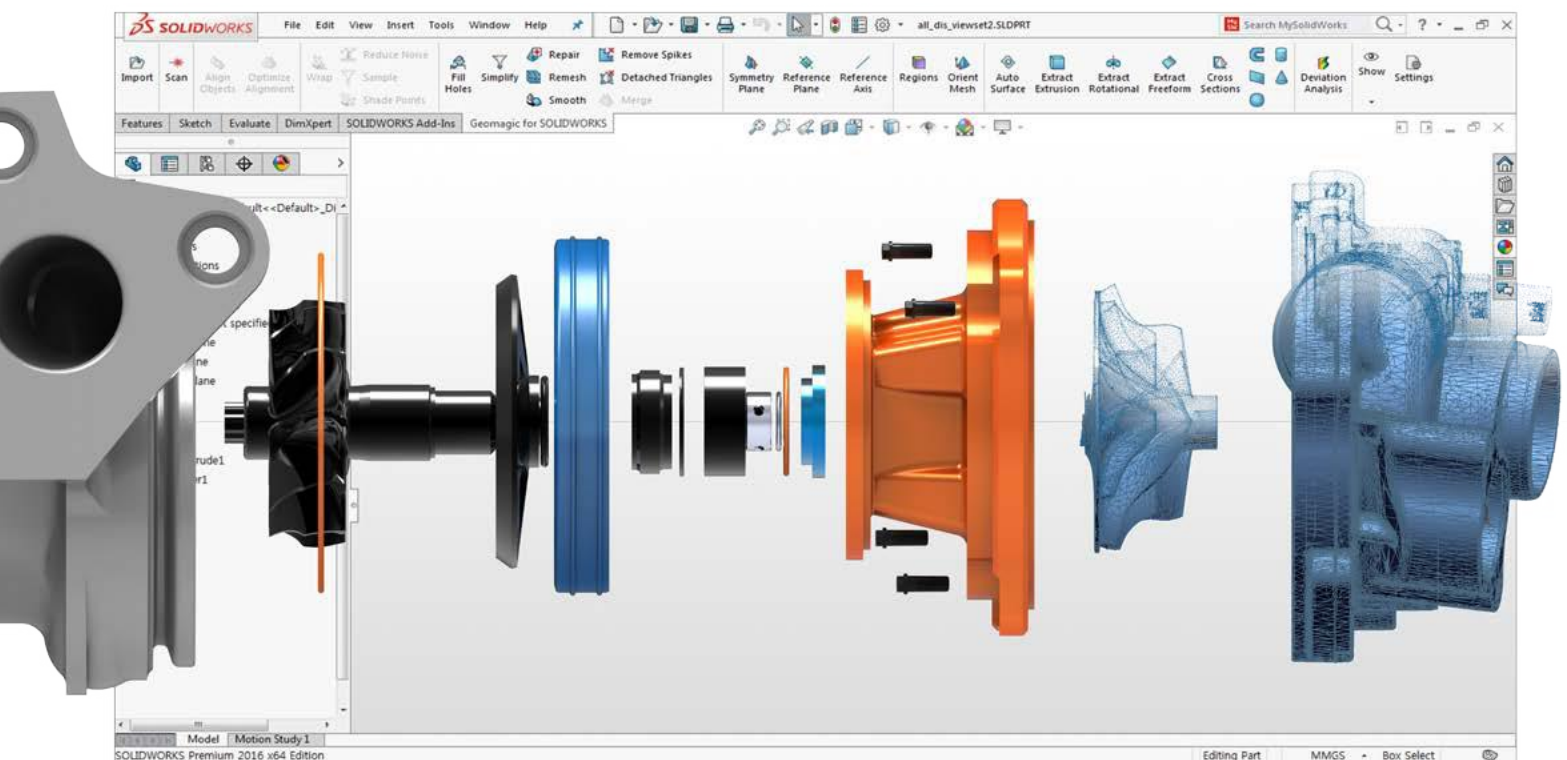 SOLIDWORKS File Edit View Insert Tools Window Help all_dis_viewset2.SLDPRT Search MySolidWorks ?
Import Scan Align Objects Optimize Alignment Wrap Reduce Noise Sample Shade Points Fill Holes Simplify Repair Remesh Smooth Remove Spikes Detached Triangles Merge Symmetry Plane Reference Plane Reference Axis Regions Orient Mesh Auto Surface Extract Extrusion Extract Rotational Extract Freeform Cross Sections Deviation Analysis Show Settings
Features Sketch Evaluate DimXpert SOLIDWORKS Add-Ins Geomagic for SOLIDWORKS
ult<<Default>_Di
s
tions
t specifie
ne
ne
lane
rude1
r1
Model Motion Study 1
SOLIDWORKS Premium 2016 x64 Edition Editing Part MMGS Box Select